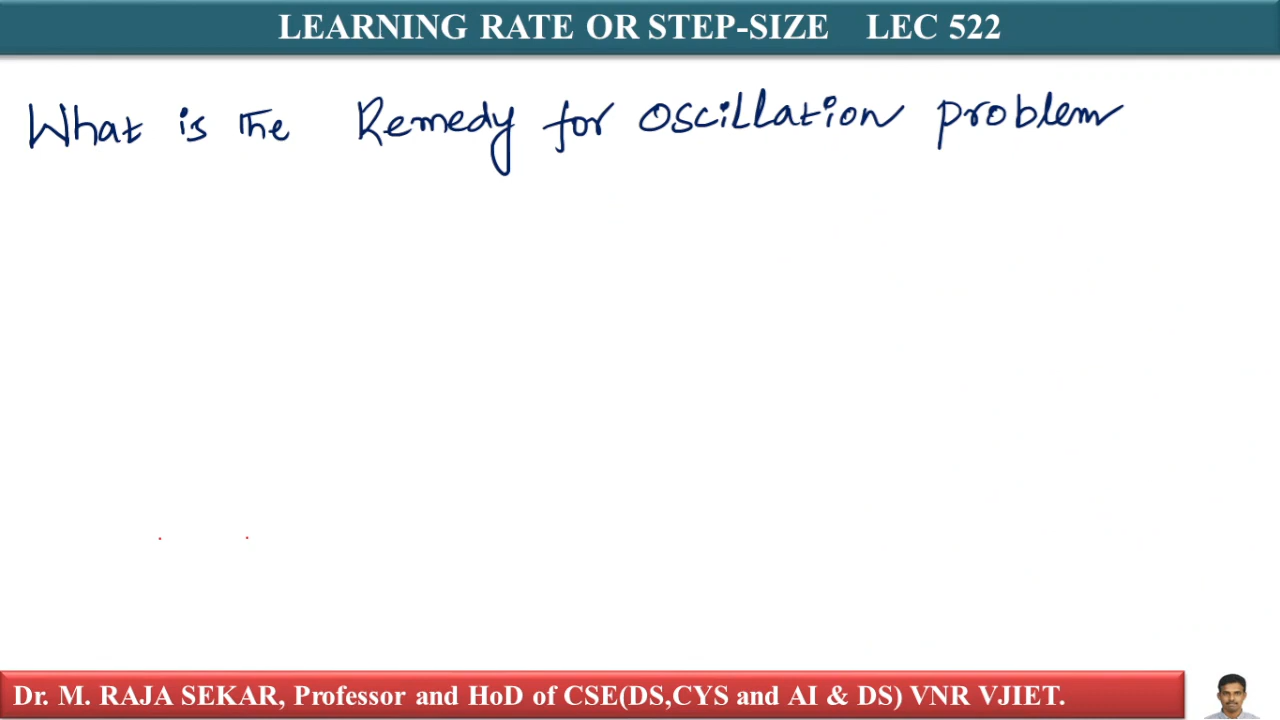 LEARNING RATE OR STEP-SIZE LEC 522
What is the Remedy for oscillation problem
Dr. M. RAJA SEKAR, Professor and HoD of CSE(DS,CYS and AI & DS) VNR VJIET.